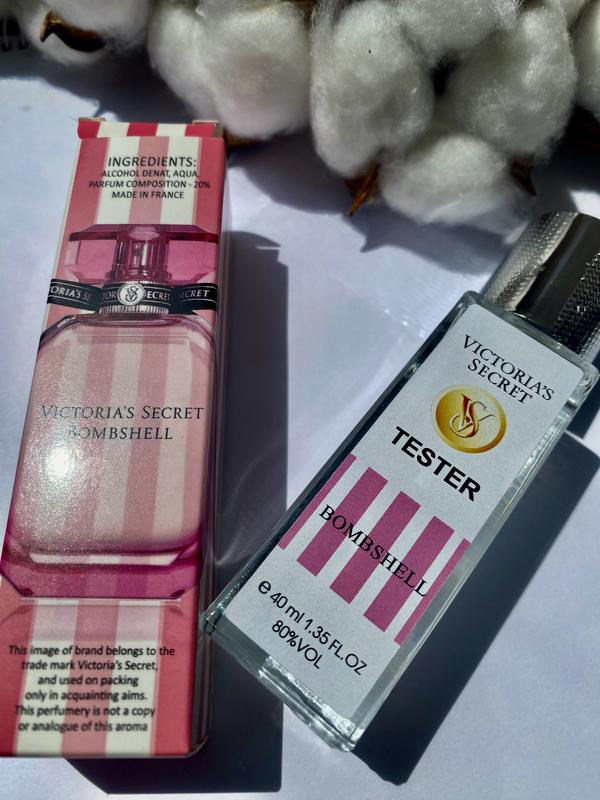 INGREDIENTS:
ALCOHOL DENAT, AQUA,
PARFUM COMPOSITION - 20%
MADE IN FRANCE
VICTORIA'S SECRET
BOMBSHELL
This image of brand belongs to the
trade mark Victoria's Secret,
and used on packing
only in acquainting aims.
This perfumery is not a copy
or analogue of this aroma
VICTORIA'S
SECRET
VS
TESTER
BOMBSHELL
e 40 ml 1.35 FL.OZ
80%VOL